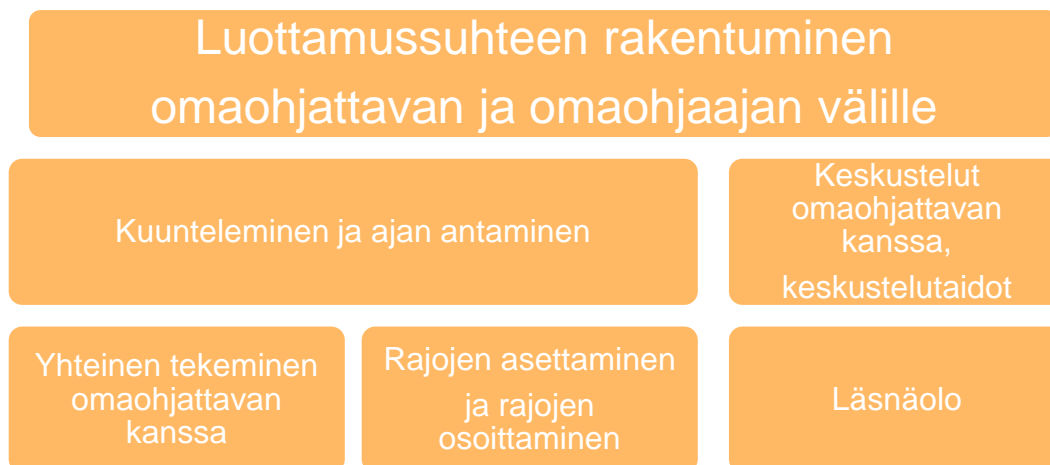 Luottamussuhteen rakentuminen
omaohjattavan ja omaohjaajan välille
Kuunteleminen ja ajan antaminen
Keskustelut
omaohjattavan
kanssa,
keskustelutaidot
Yhteinen tekeminen
omaohjattavan
kanssa
Rajojen asettaminen
ja rajojen
osoittaminen
Läsnäolo